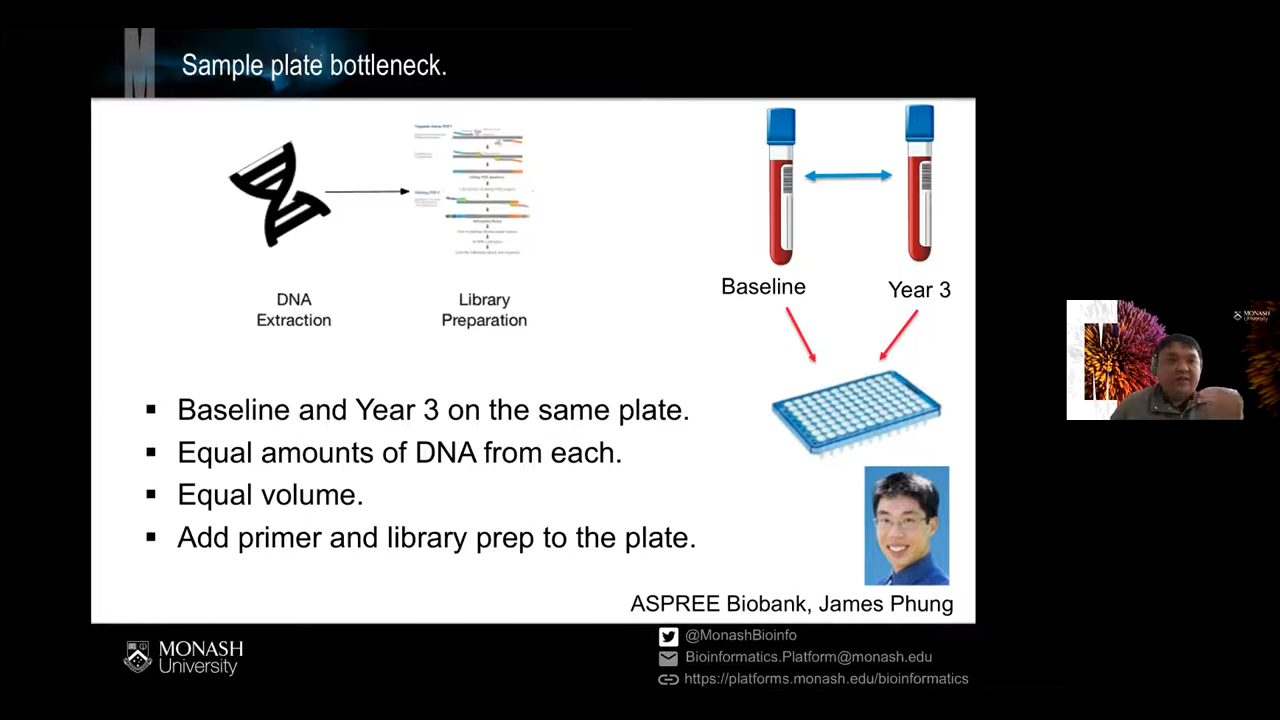 Sample plate bottleneck.
DNA
Extraction
Library
Preparation
Baseline
Year 3
▪ Baseline and Year 3 on the same plate.
▪ Equal amounts of DNA from each.
▪ Equal volume.
▪ Add primer and library prep to the plate.
ASPREE Biobank, James Phung
MONASH
University
@MonashBioinfo
Bioinformatics.Platform@monash.edu
https://platforms.monash.edu/bioinformatics
MONASH
University